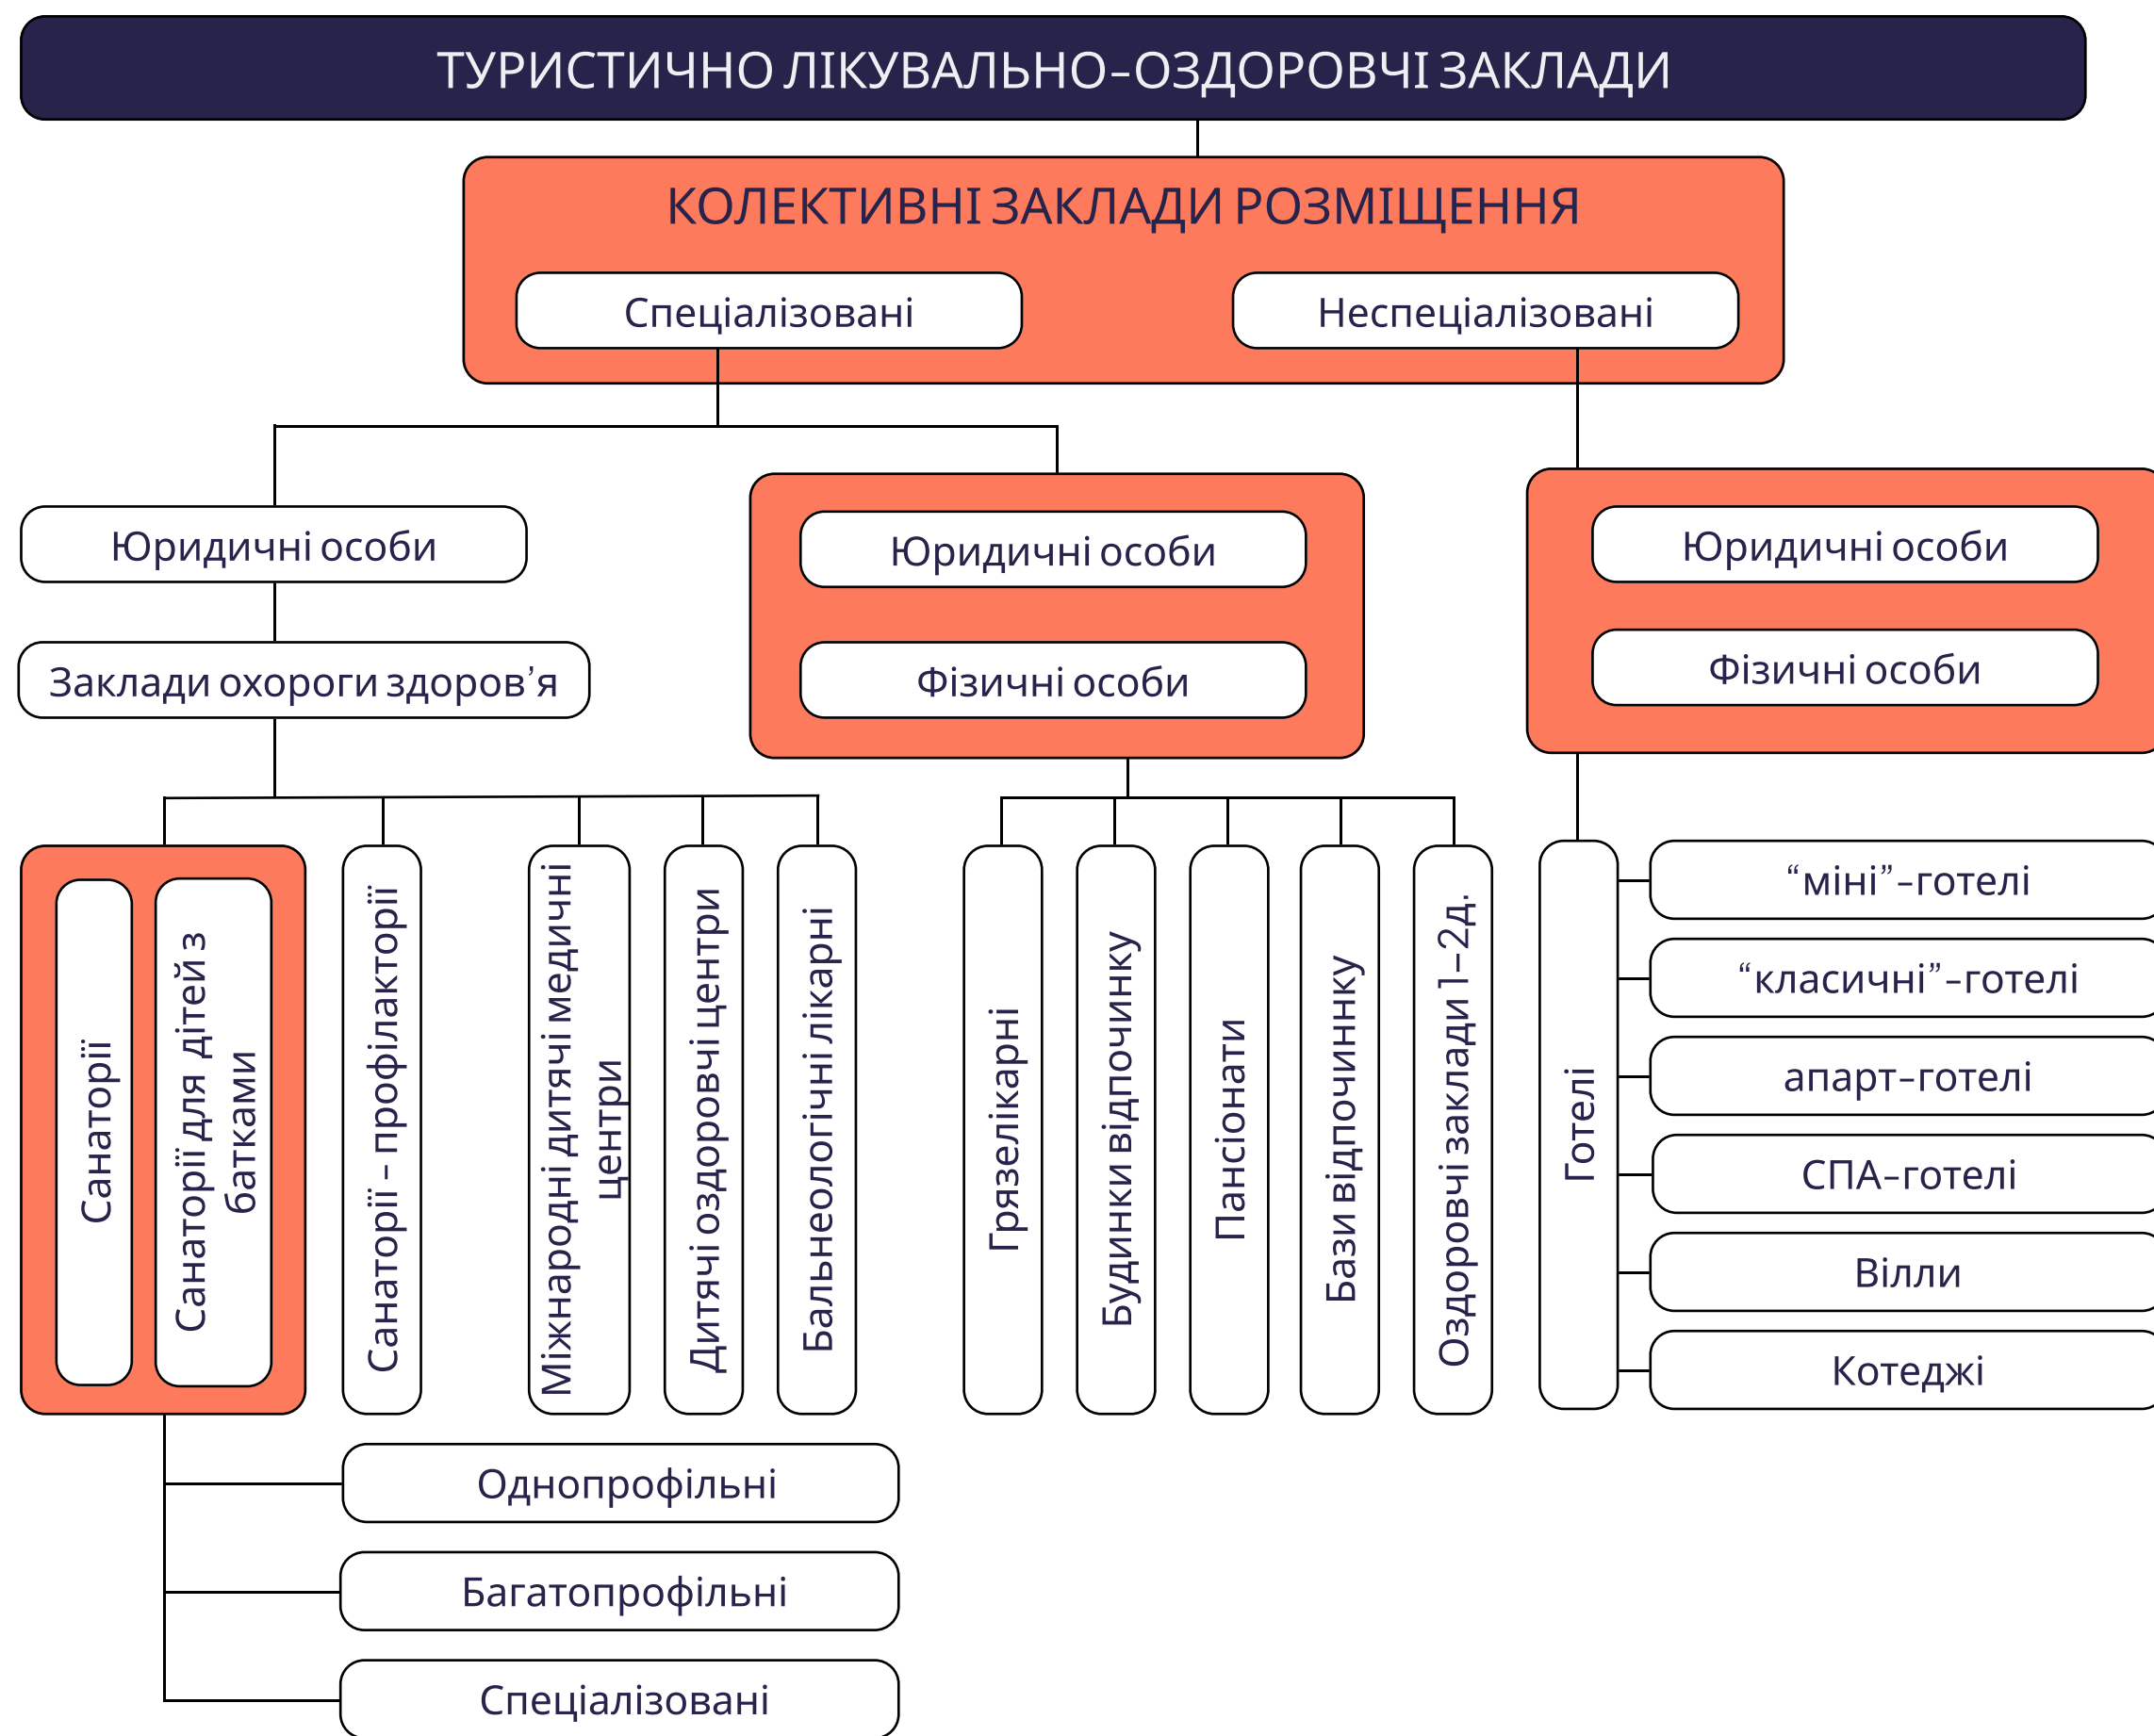 ТУРИСТИЧНО ЛІКУВАЛЬНО-ОЗДОРОВЧІ ЗАКЛАДИ
КОЛЕКТИВНІ ЗАКЛАДИ РОЗМІЩЕННЯ
Спеціалізовані
Неспеціалізовані
Юридичні особи
Заклади охороги здоров’я
Юридичні особи
Фізичні особи
Юридичні особи
Фізичні особи
Санаторії
Санаторії для дітей з
батками
Санаторії - профілакторії
Міжнародні дитячі медичні
центри
Дитячі оздоровчі центри
Бальнеологічні лікарні
Грязелікарні
Будинки відпочинку
Пансіонати
Бази відпочиннку
Оздоровчі заклади 1-2д.
Готелі
“міні”-готелі
“класичні”-готелі
апарт-готелі
СПА-готелі
Вілли
Котеджі
Однопрофільні
Багатопрофільні
Спеціалізовані